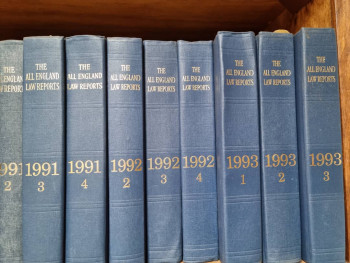 THE
ALL ENGLAND
LAW REPORTS
1991
2
THE
ALL ENGLAND
LAW REPORTS
1991
3
THE
ALL ENGLAND
LAW REPORTS
1991
4
THE
ALL ENGLAND
LAW REPORTS
1992
2
THE
ALL ENGLAND
LAW REPORTS
1992
3
THE
ALL ENGLAND
LAW REPORTS
1992
4
THE
ALL ENGLAND
LAW REPORTS
1993
1
THE
ALL ENGLAND
LAW REPORTS
1993
2
THE
ALL ENGLAND
LAW REPORTS
1993
3